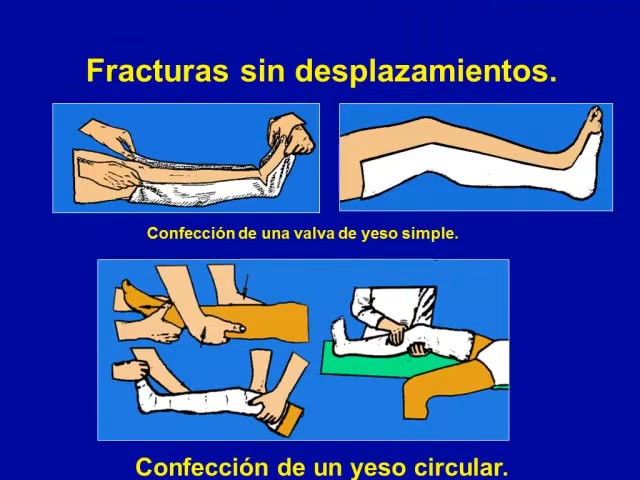 Fracturas sin desplazamientos.
Confección de una valva de yeso simple.
Confección de un yeso circular.